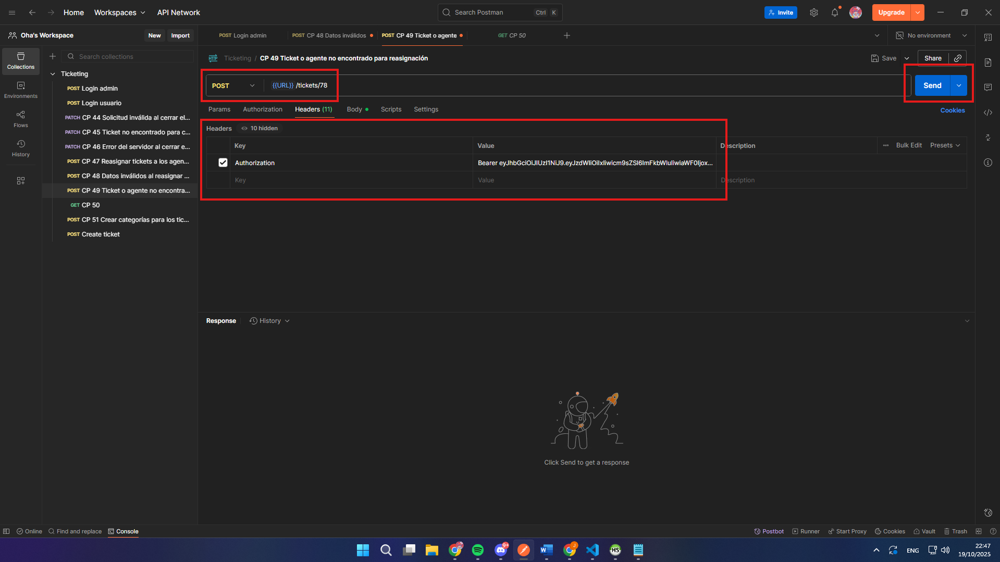 Home Workspaces API Network
Search Postman Ctrl K
Invite Upgrade
Oha's Workspace New Import
POST Login admin POST CP 48 Datos inválidos POST CP 49 Ticket o agente GET CP 50
No environment
Collections
Environments
Flows
History
Search collections
Ticketing
POST Login admin
POST Login usuario
PATCH CP 44 Solicitud inválida al cerrar el...
PATCH CP 45 Ticket no encontrado para c...
PATCH CP 46 Error del servidor al cerrar e...
POST CP 47 Reasignar tickets a los agen...
POST CP 48 Datos inválidos al reasignar ...
POST CP 49 Ticket o agente no encontra...
GET CP 50
POST CP 51 Crear categorías para los tic...
POST Create ticket
HTTP Ticketing / CP 49 Ticket o agente no encontrado para reasignación
Save Share
POST {{URL}} /tickets/78
Send
Params Authorization Headers (11) Body Scripts Settings
Cookies
Headers 10 hidden
Key Value Description Bulk Edit Presets
Authorization Bearer eyJhbGciOiJIUzI1NiJ9.eyJzdWIiOiIxIiwicm9sZSI6ImFkbWluIiwiaWF0Ijox...
Key Value Description
Response History
Click Send to get a response
Online Find and replace Console
Postbot Runner Start Proxy Cookies Vault Trash
9+ W J HS
ENG
22:47
19/10/2025